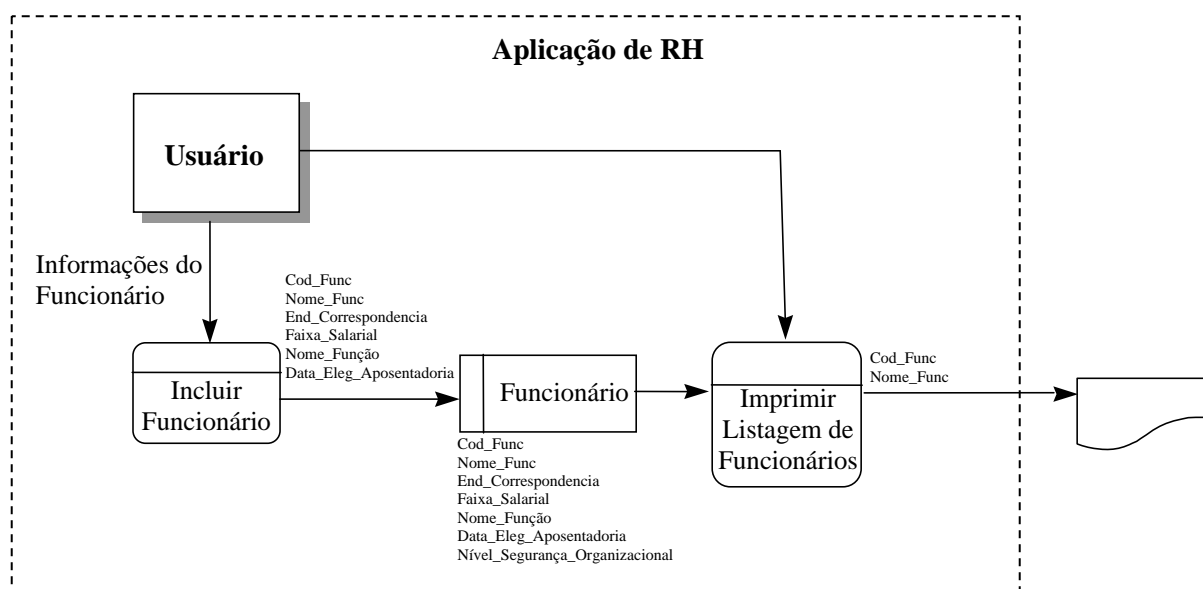 Aplicação de RH
Usuário
Informações do
Funcionário
Cod_Func
Nome_Func
End_Correspondencia
Faixa_Salarial
Nome_Função
Data_Eleg_Aposentadoria
Incluir
Funcionário
Funcionário
Cod_Func
Nome_Func
End_Correspondencia
Faixa_Salarial
Nome_Função
Data_Eleg_Aposentadoria
Nível_Segurança_Organizacional
Imprimir
Listagem de
Funcionários
Cod_Func
Nome_Func